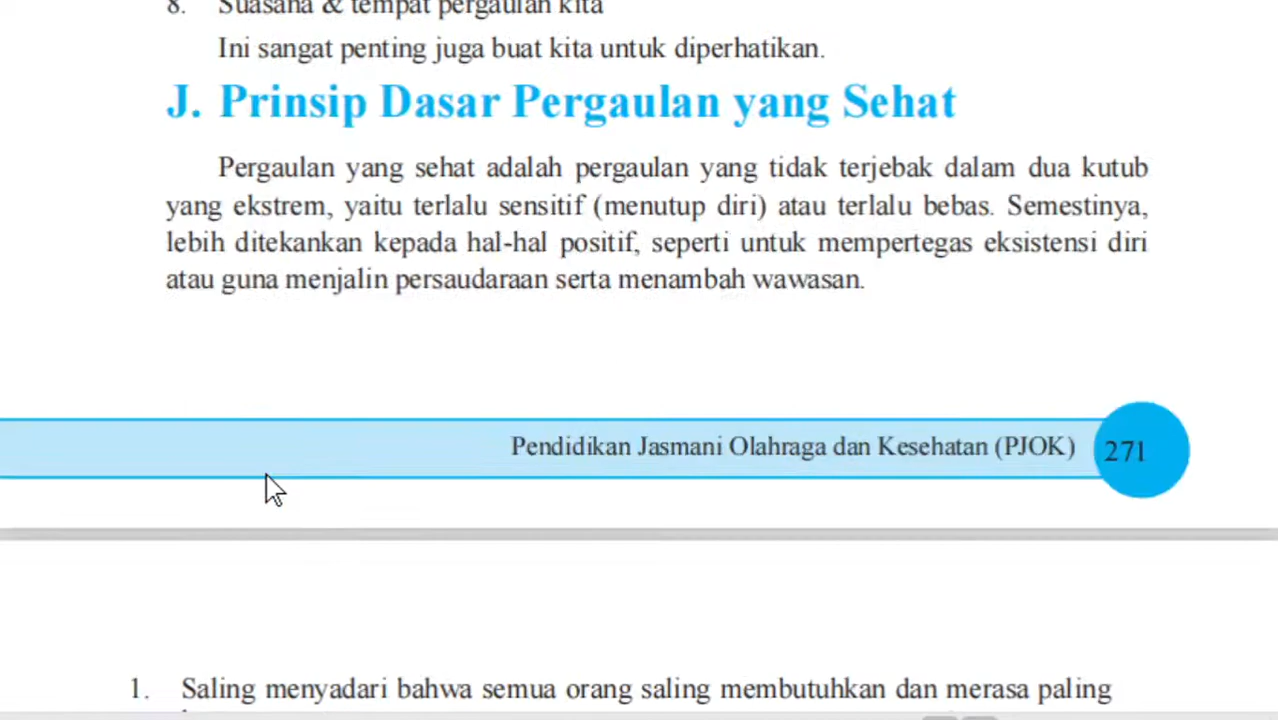 8. Suasana & tempat pergaulan kita
Ini sangat penting juga buat kita untuk diperhatikan.
J. Prinsip Dasar Pergaulan yang Sehat
Pergaulan yang sehat adalah pergaulan yang tidak terjebak dalam dua kutub
yang ekstrem, yaitu terlalu sensitif (menutup diri) atau terlalu bebas. Semestinya,
lebih ditekankan kepada hal-hal positif, seperti untuk mempertegas eksistensi diri
atau guna menjalin persaudaraan serta menambah wawasan.
Pendidikan Jasmani Olahraga dan Kesehatan (PJOK) 271
1. Saling menyadari bahwa semua orang saling membutuhkan dan merasa paling